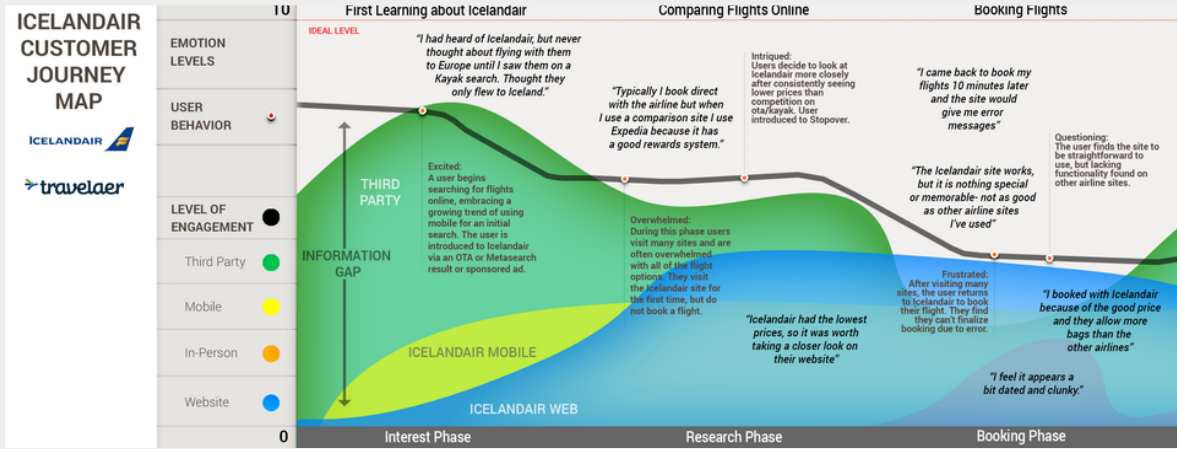 ICELANDAIR
CUSTOMER
JOURNEY
MAP
ICELANDAIR
travelaer
10
EMOTION
LEVELS
USER
BEHAVIOR
LEVEL OF
ENGAGEMENT
Third Party
Mobile
In-Person
Website
0
First Learning about Icelandair
Comparing Flights Online
Booking Flights
IDEAL LEVEL
“I had heard of Icelandair, but never
thought about flying with them
to Europe until I saw them on a
Kayak search. Thought they
only flew to Iceland.”
Excited:
A user begins
searching for flights
online, embracing a
growing trend of using
mobile for an initial
search. The user is
introduced to Icelandair
via an OTA or Metasearch
result or sponsored ad.
THIRD
PARTY
INFORMATION
GAP
ICELANDAIR MOBILE
ICELANDAIR WEB
“Typically I book direct
with the airline but when
I use a comparison site I use
Expedia because it has
a good rewards system.”
Overwhelmed:
During this phase users
visit many sites and are
often overwhelmed
with all of the flight
options. They visit
the Icelandair site for
the first time, but do
not book a flight.
Intriqued:
Users decide to look at
Icelandair more closely
after consistently seeing
lower prices than
competition on
ota/kayak. User
introduced to Stopover.
“Icelandair had the lowest
prices, so it was worth
taking a closer look on
their website”
“I came back to book my
flights 10 minutes later
and the site would
give me error
messages”
“The Icelandair site works,
but it is nothing special
or memorable- not as good
as other airline sites
I’ve used”
Frustrated:
After visiting many
sites, the user returns
to Icelandair to book
their flight. They find
they can’t finalize
booking due to error.
Questioning:
The user finds the site to
be straightforward to
use, but lacking
functionality found on
other airline sites.
“I booked with Icelandair
because of the good price
and they allow more
bags than the
other airlines”
“I feel it appears a
bit dated and clunky.”
Interest Phase
Research Phase
Booking Phase